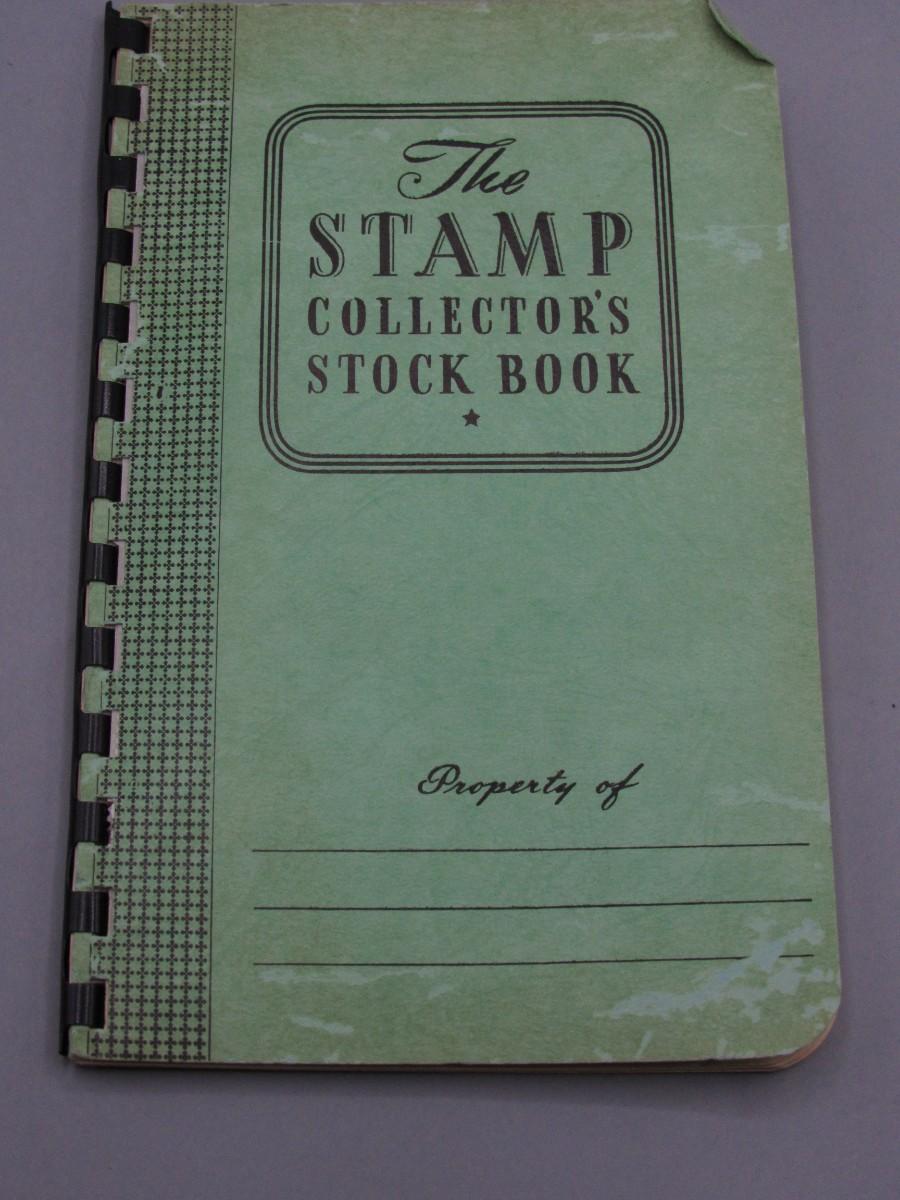 The
STAMP
COLLECTOR'S
STOCK BOOK
Property of